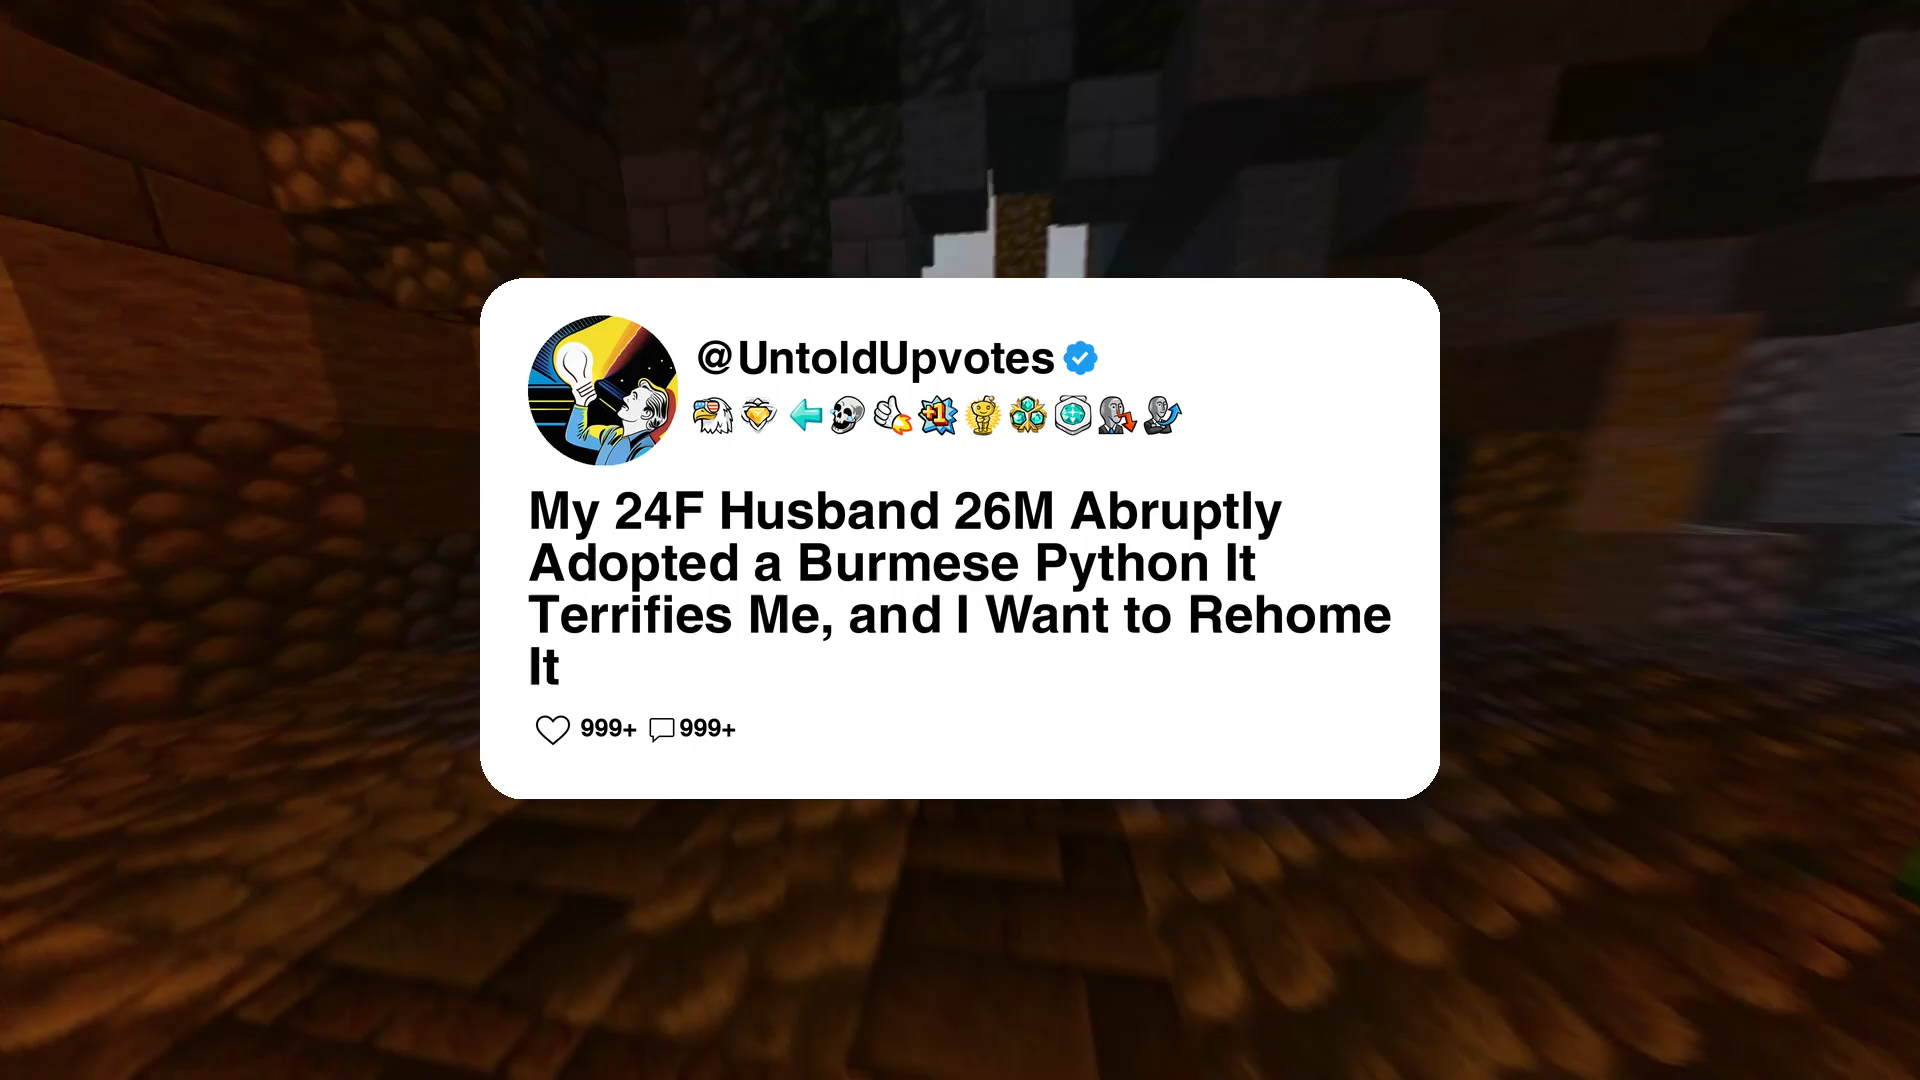 @UntoldUpvotes
+1
My 24F Husband 26M Abruptly
Adopted a Burmese Python It
Terrifies Me, and I Want to Rehome
It
999+ 999+